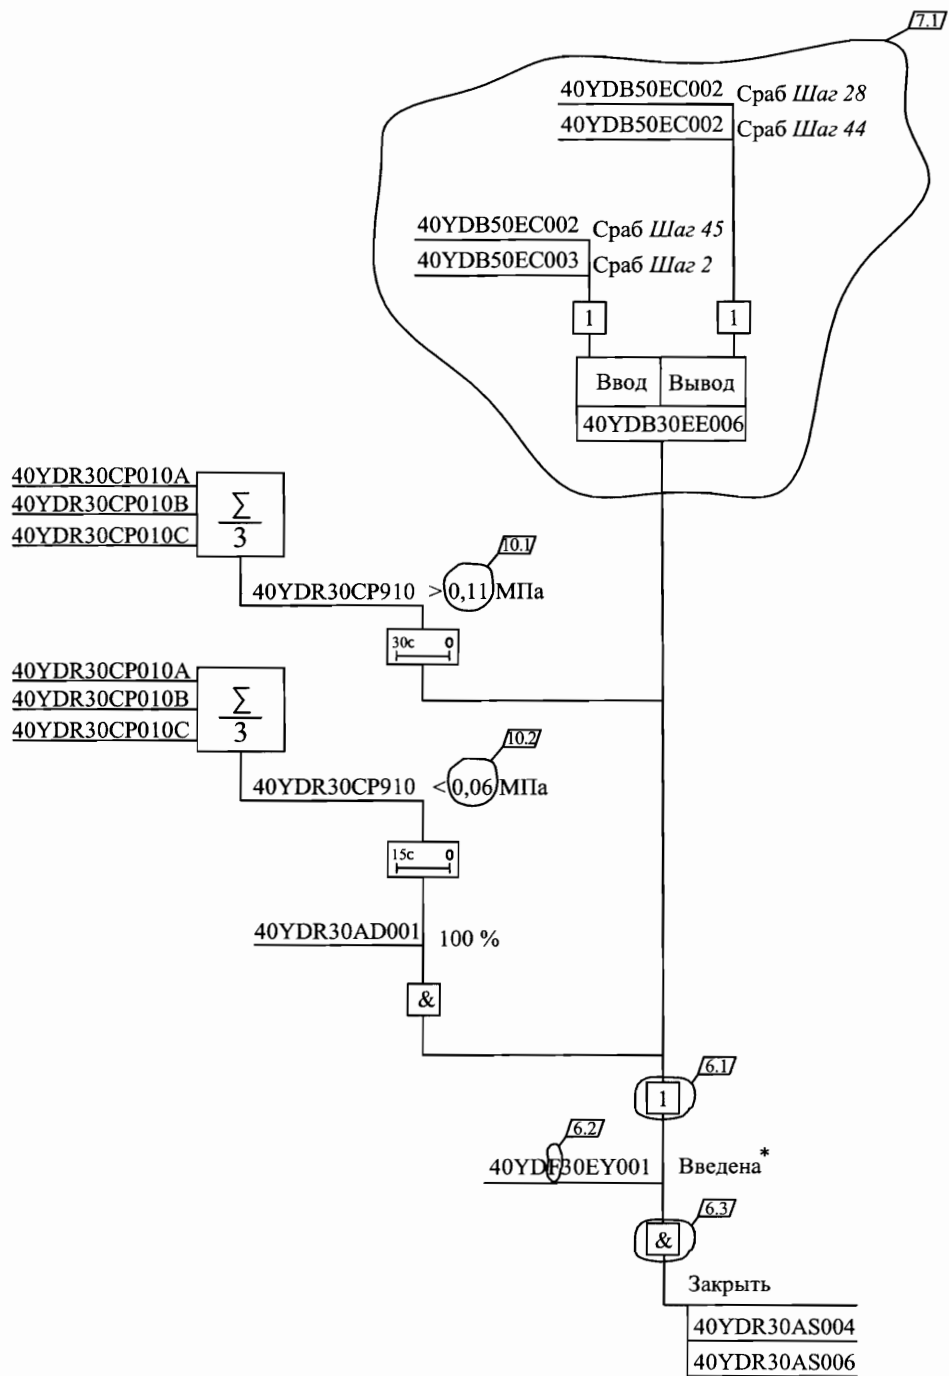 7.1
40YDB50EC002 Сраб Шаг 28
40YDB50EC002 Сраб Шаг 44
40YDB50EC002 Сраб Шаг 45
40YDB50EC003 Сраб Шаг 2
1 1
Ввод Вывод
40YDB30EE006
40YDR30CP010A
40YDR30CP010B
40YDR30CP010C
∑
3
10.1
40YDR30CP910 >0,11 МПа
30с 0
40YDR30CP010A
40YDR30CP010B
40YDR30CP010C
∑
3
10.2
40YDR30CP910 <0,06 МПа
15с 0
40YDR30AD001 100 %
&
6.1
1
6.2
40YDF30EY001 Введена*
6.3
&
Закрыть
40YDR30AS004
40YDR30AS006